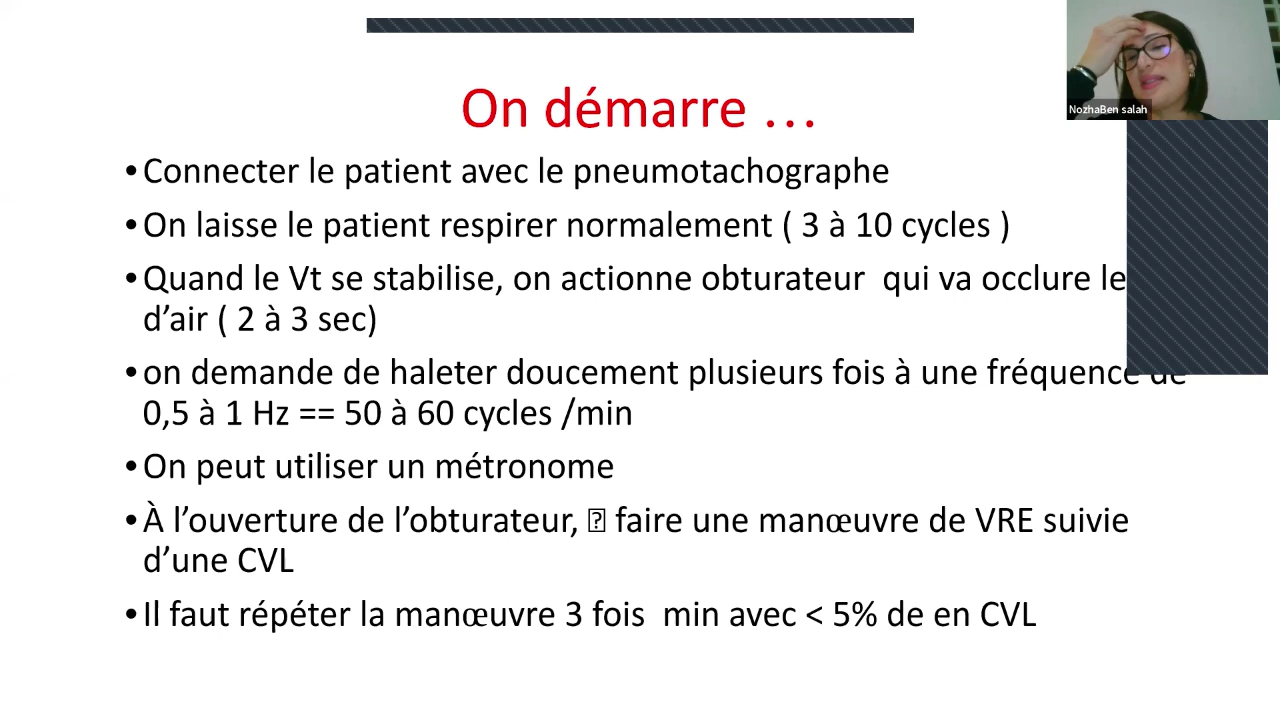 On démarre …
NozhaBen salah
•Connecter le patient avec le pneumotachographe
•On laisse le patient respirer normalement ( 3 à 10 cycles )
•Quand le Vt se stabilise, on actionne obturateur qui va occlure le
d’air ( 2 à 3 sec)
•on demande de haleter doucement plusieurs fois à une fréquence de
0,5 à 1 Hz == 50 à 60 cycles /min
•On peut utiliser un métronome
•À l’ouverture de l’obturateur, ⍰ faire une manœuvre de VRE suivie
d’une CVL
•Il faut répéter la manœuvre 3 fois min avec < 5% de en CVL